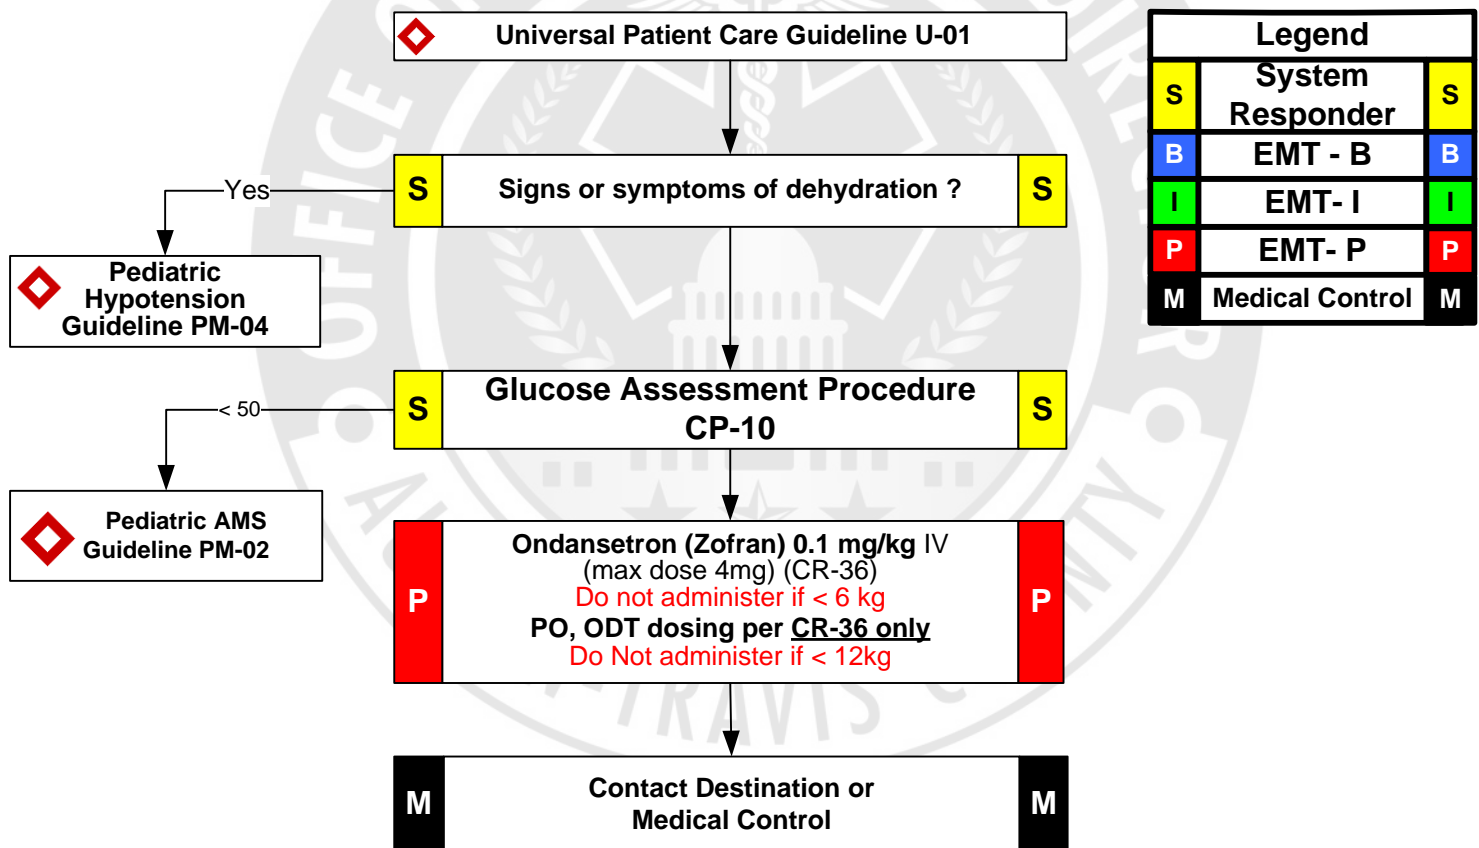 Universal Patient Care Guideline U-01
Legend
S System S
Responder
B EMT - B B
I EMT- I I
P EMT- P P
M Medical Control M
S Signs or symptoms of dehydration ? S
Yes
Pediatric
Hypotension
Guideline PM-04
S Glucose Assessment Procedure S
CP-10
< 50
Pediatric AMS
Guideline PM-02
Ondansetron (Zofran) 0.1 mg/kg IV
(max dose 4mg) (CR-36)
P Do not administer if < 6 kg P
PO, ODT dosing per CR-36 only
Do Not administer if < 12kg
M Contact Destination or M
Medical Control
OFFICE O
TRAVIS C
NTY